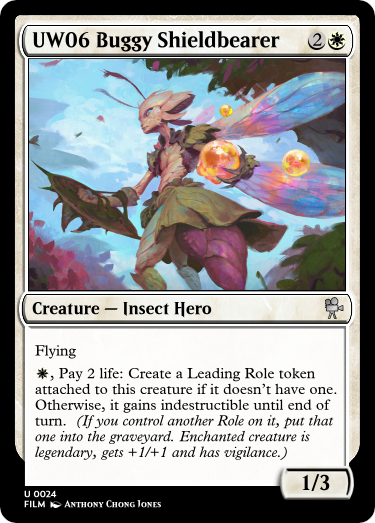 UW06 Buggy Shieldbearer 2
Creature — Insect Hero
Flying
, Pay 2 life: Create a Leading Role token
attached to this creature if it doesn't have one.
Otherwise, it gains indestructible until end
of turn. (If you control another Role on it, put that
one into the graveyard. Enchanted creature is
legendary, gets +1/+1 and has vigilance.)
1/3
U 0024
FILM Anthony Chong Jones